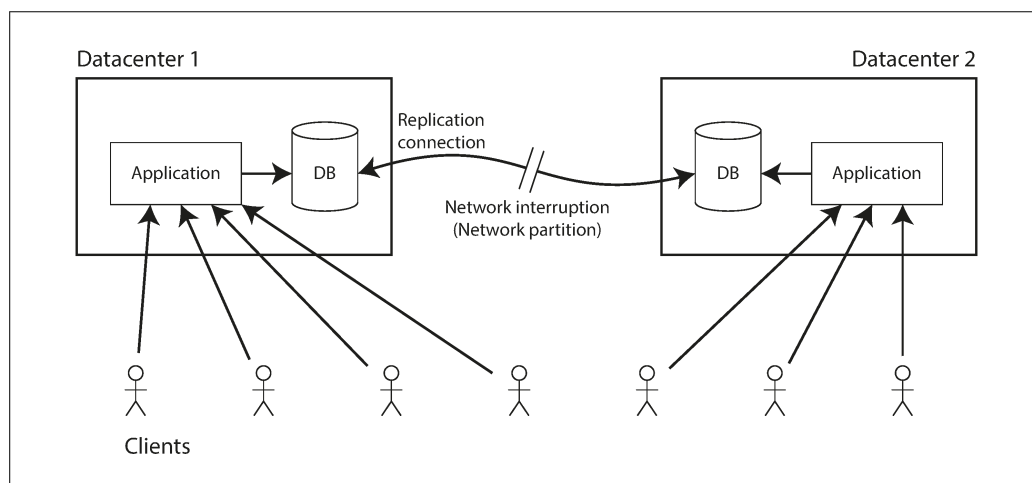 Datacenter 1
Datacenter 2
Replication
connection
Application
DB
DB
Application
Network interruption
(Network partition)
Clients